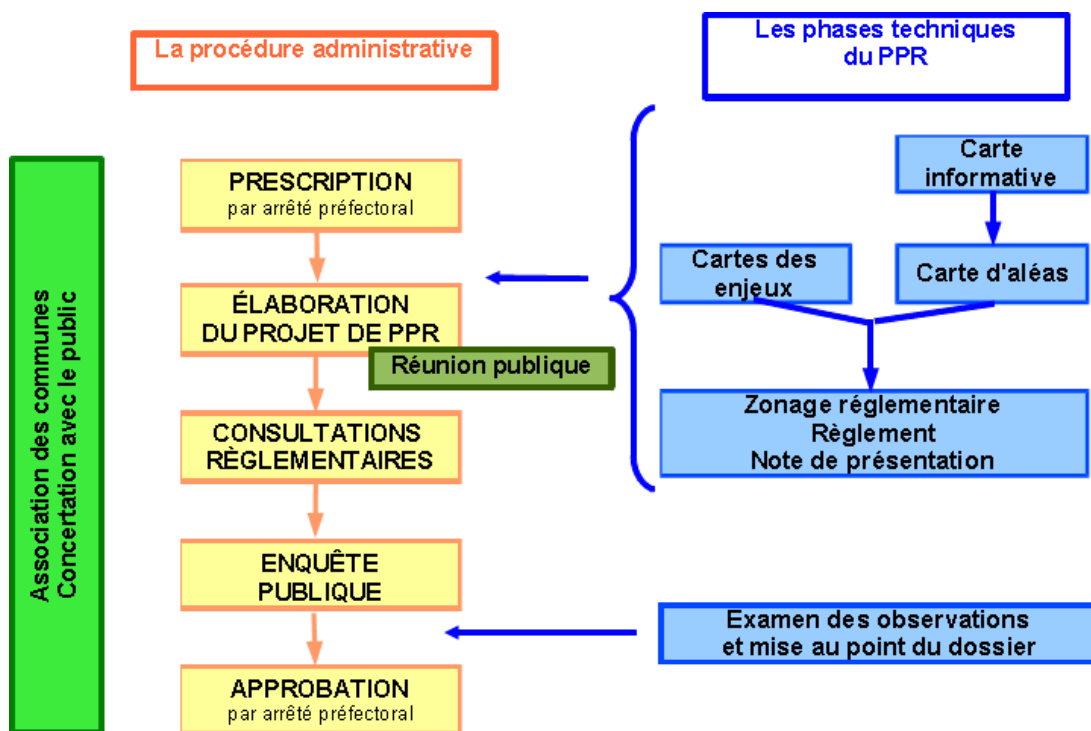 La procédure administrative
Les phases techniques
du PPR
Association des communes
Concertation avec le public
PRESCRIPTION
par arrêté préfectoral
ÉLABORATION
DU PROJET DE PPR
Réunion publique
CONSULTATIONS
RÈGLEMENTAIRES
ENQUÊTE
PUBLIQUE
APPROBATION
par arrêté préfectoral
Carte
informative
Cartes des
enjeux
Carte d'aléas
Zonage réglementaire
Règlement
Note de présentation
Examen des observations
et mise au point du dossier